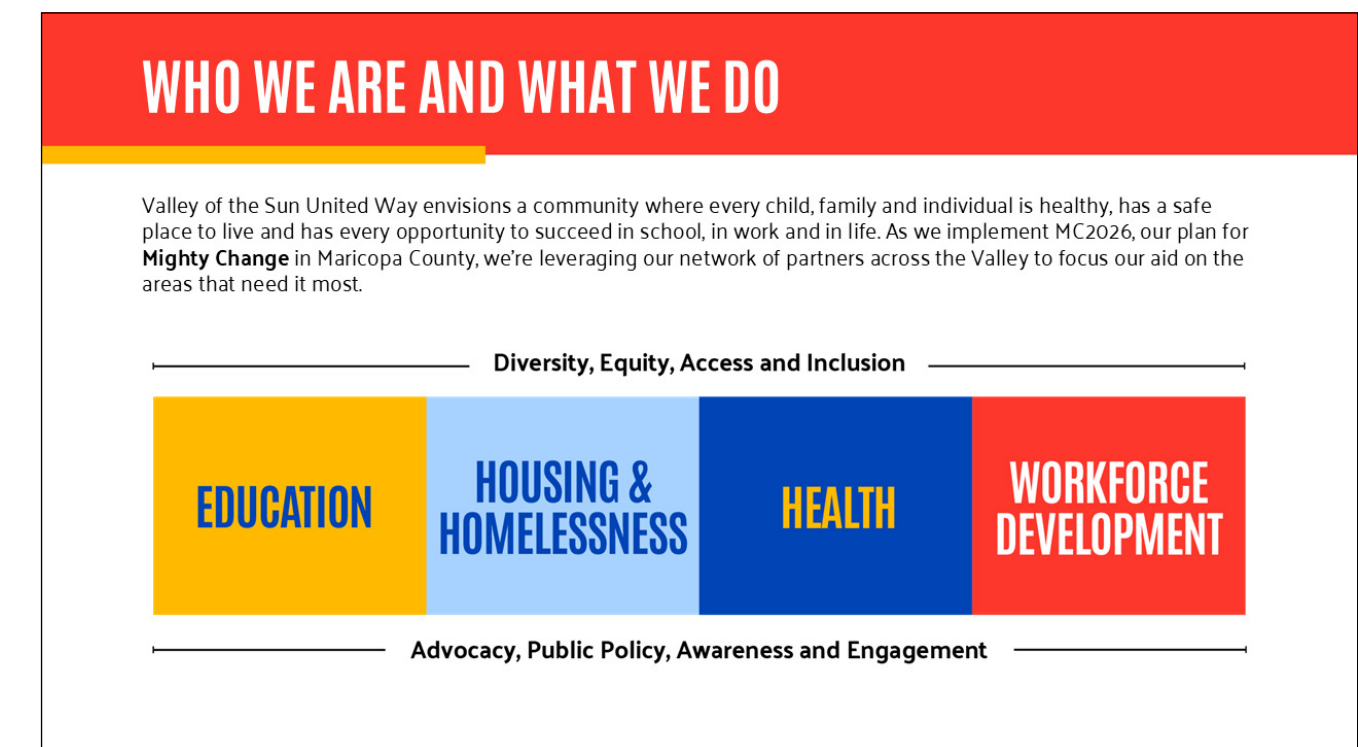 WHO WE ARE AND WHAT WE DO
Valley of the Sun United Way envisions a community where every child, family and individual is healthy, has a safe
place to live and has every opportunity to succeed in school, in work and in life. As we implement MC2026, our plan for
Mighty Change in Maricopa County, we're leveraging our network of partners across the Valley to focus our aid on the
areas that need it most.
Diversity, Equity, Access and Inclusion
EDUCATION
HOUSING &
HOMELESSNESS
HEALTH
WORKFORCE
DEVELOPMENT
Advocacy, Public Policy, Awareness and Engagement